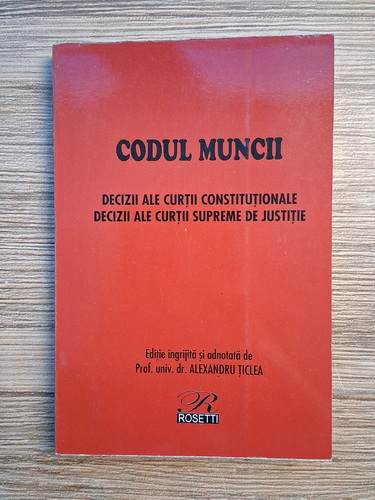 CODUL MUNCII
DECIZII ALE CURȚII CONSTITUȚIONALE
DECIZII ALE CURȚII SUPREME DE JUSTIȚIE
Ediție îngrijită și adnotată de
Prof. univ. dr. ALEXANDRU ȚICLEA
R
ROSETTI